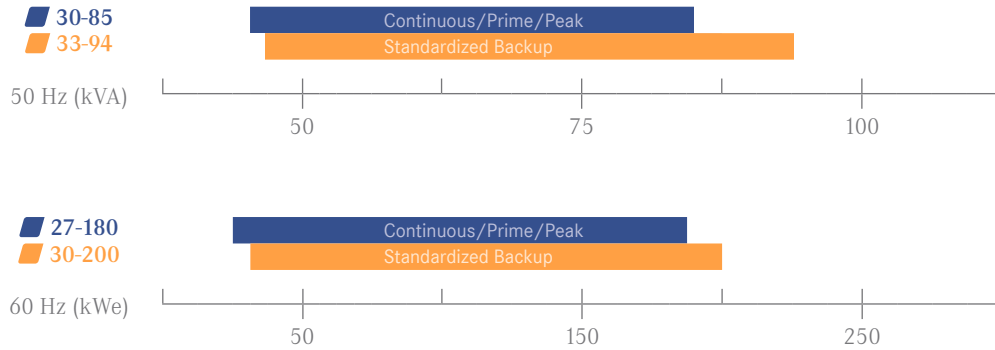 30-85
Continuous/Prime/Peak
33-94
Standardized Backup
50 Hz (kVA)
50 75 100
27-180
Continuous/Prime/Peak
30-200
Standardized Backup
60 Hz (kWe)
50 150 250